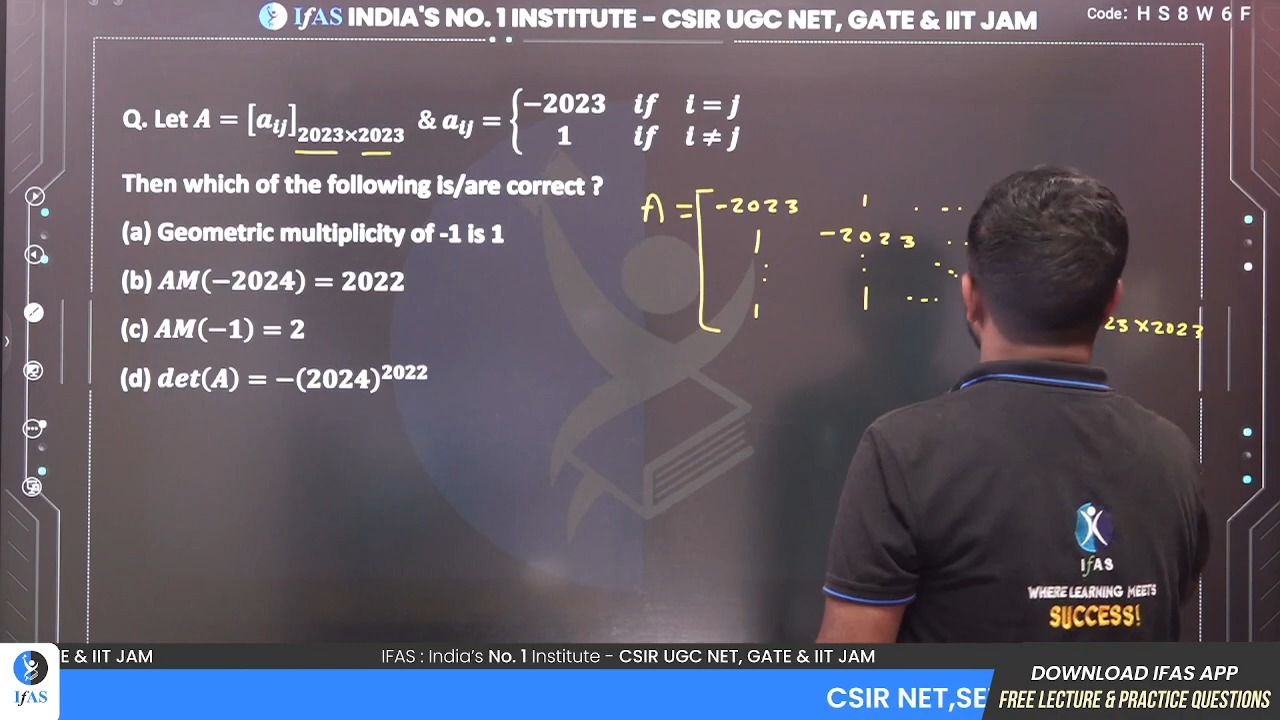 IfAS INDIA'S NO. 1 INSTITUTE - CSIR UGC NET, GATE & IIT JAM
Code: H S 8 W 6 F
Q. Let A = [aᵢⱼ]₂₀₂₃ₓ₂₀₂₃ & aᵢⱼ = { −2023 if i = j
1 if i ≠ j
Then which of the following is/are correct ?
(a) Geometric multiplicity of -1 is 1
(b) AM(−2024) = 2022
(c) AM(−1) = 2
(d) det(A) = −(2024)²⁰²²
A = [ -2023 1 . . .
1 -2023 . .
: : . .
1 1 ...
23 × 2023
IfAS
WHERE LEARNING MEETS
SUCCESS!
E & IIT JAM
IFAS : India's No. 1 Institute - CSIR UGC NET, GATE & IIT JAM
IfAS
CSIR NET,SE
DOWNLOAD IFAS APP
FREE LECTURE & PRACTICE QUESTIONS